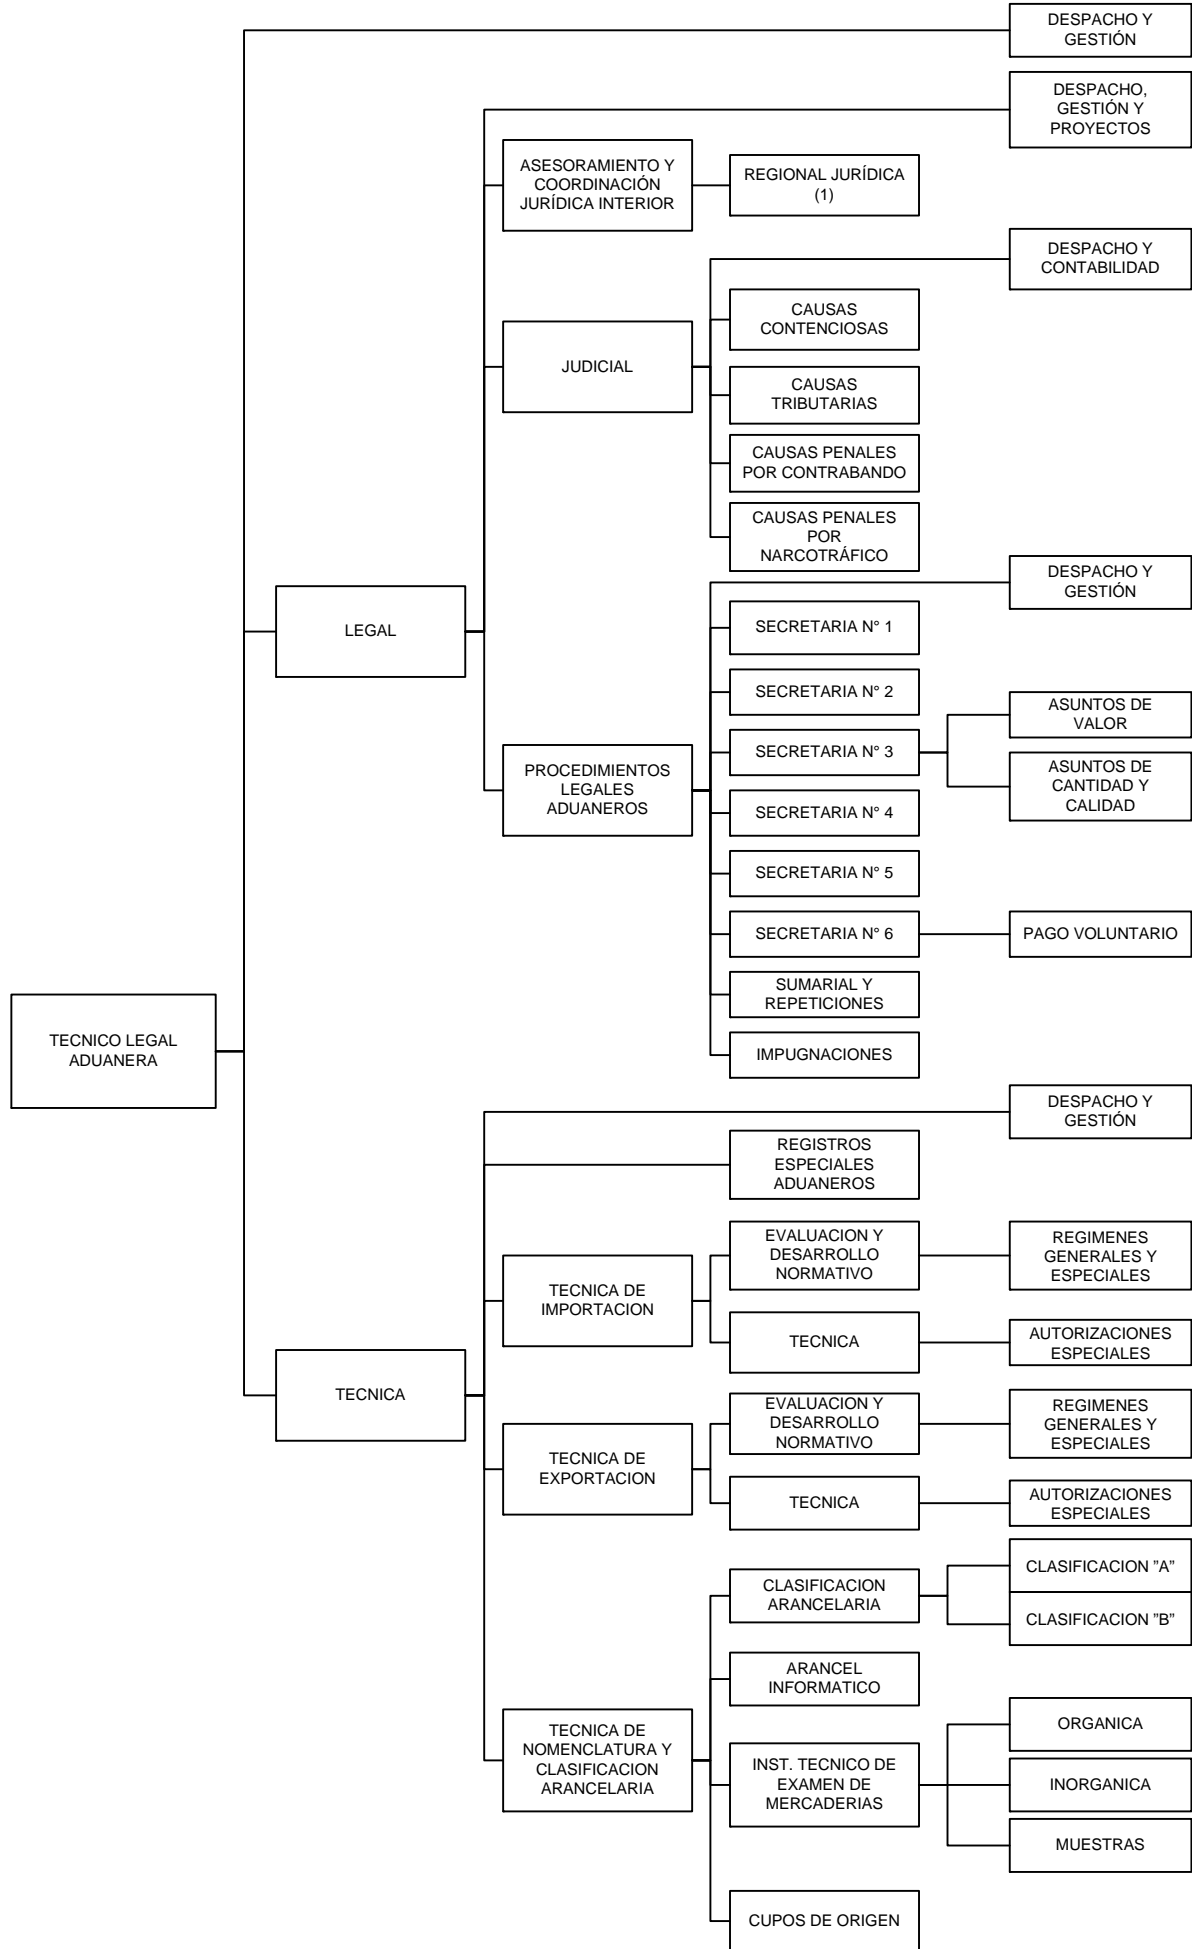 DESPACHO Y
GESTIÓN
DESPACHO,
GESTIÓN Y
PROYECTOS
ASESORAMIENTO Y
COORDINACIÓN
JURÍDICA INTERIOR
REGIONAL JURÍDICA
(1)
DESPACHO Y
CONTABILIDAD
CAUSAS
CONTENCIOSAS
JUDICIAL
CAUSAS
TRIBUTARIAS
CAUSAS PENALES
POR CONTRABANDO
CAUSAS PENALES
POR
NARCOTRÁFICO
DESPACHO Y
GESTIÓN
LEGAL
SECRETARIA N° 1
SECRETARIA N° 2
ASUNTOS DE
VALOR
SECRETARIA N° 3
PROCEDIMIENTOS
LEGALES
ADUANEROS
ASUNTOS DE
CANTIDAD Y
CALIDAD
SECRETARIA N° 4
SECRETARIA N° 5
SECRETARIA N° 6
PAGO VOLUNTARIO
SUMARIAL Y
REPETICIONES
TECNICO LEGAL
ADUANERA
IMPUGNACIONES
DESPACHO Y
GESTIÓN
REGISTROS
ESPECIALES
ADUANEROS
EVALUACION Y
DESARROLLO
NORMATIVO
REGIMENES
GENERALES Y
ESPECIALES
TECNICA DE
IMPORTACION
TECNICA
AUTORIZACIONES
ESPECIALES
TECNICA
EVALUACION Y
DESARROLLO
NORMATIVO
REGIMENES
GENERALES Y
ESPECIALES
TECNICA DE
EXPORTACION
TECNICA
AUTORIZACIONES
ESPECIALES
CLASIFICACION
ARANCELARIA
CLASIFICACION ”A”
CLASIFICACION ”B”
ARANCEL
INFORMATICO
TECNICA DE
NOMENCLATURA Y
CLASIFICACION
ARANCELARIA
ORGANICA
INST. TECNICO DE
EXAMEN DE
MERCADERIAS
INORGANICA
MUESTRAS
CUPOS DE ORIGEN